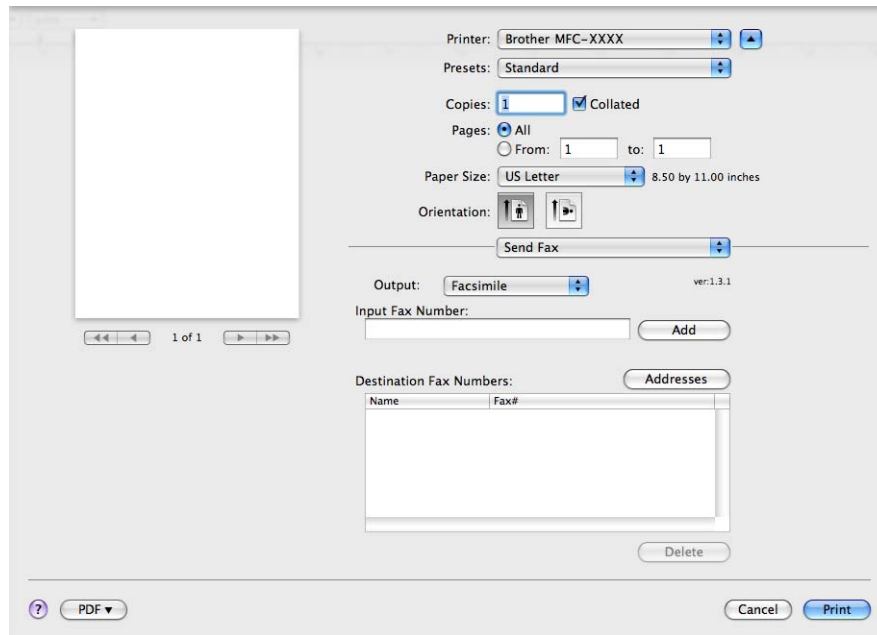 Printer: Brother MFC-XXXX
Presets: Standard
Copies: 1 Collated
Pages: All
From: 1 to: 1
Paper Size: US Letter 8.50 by 11.00 inches
Orientation:
Send Fax
Output: Facsimile ver:1.3.1
Input Fax Number:
Add
1 of 1
Destination Fax Numbers: Addresses
Name Fax#
Delete
? PDF Cancel Print